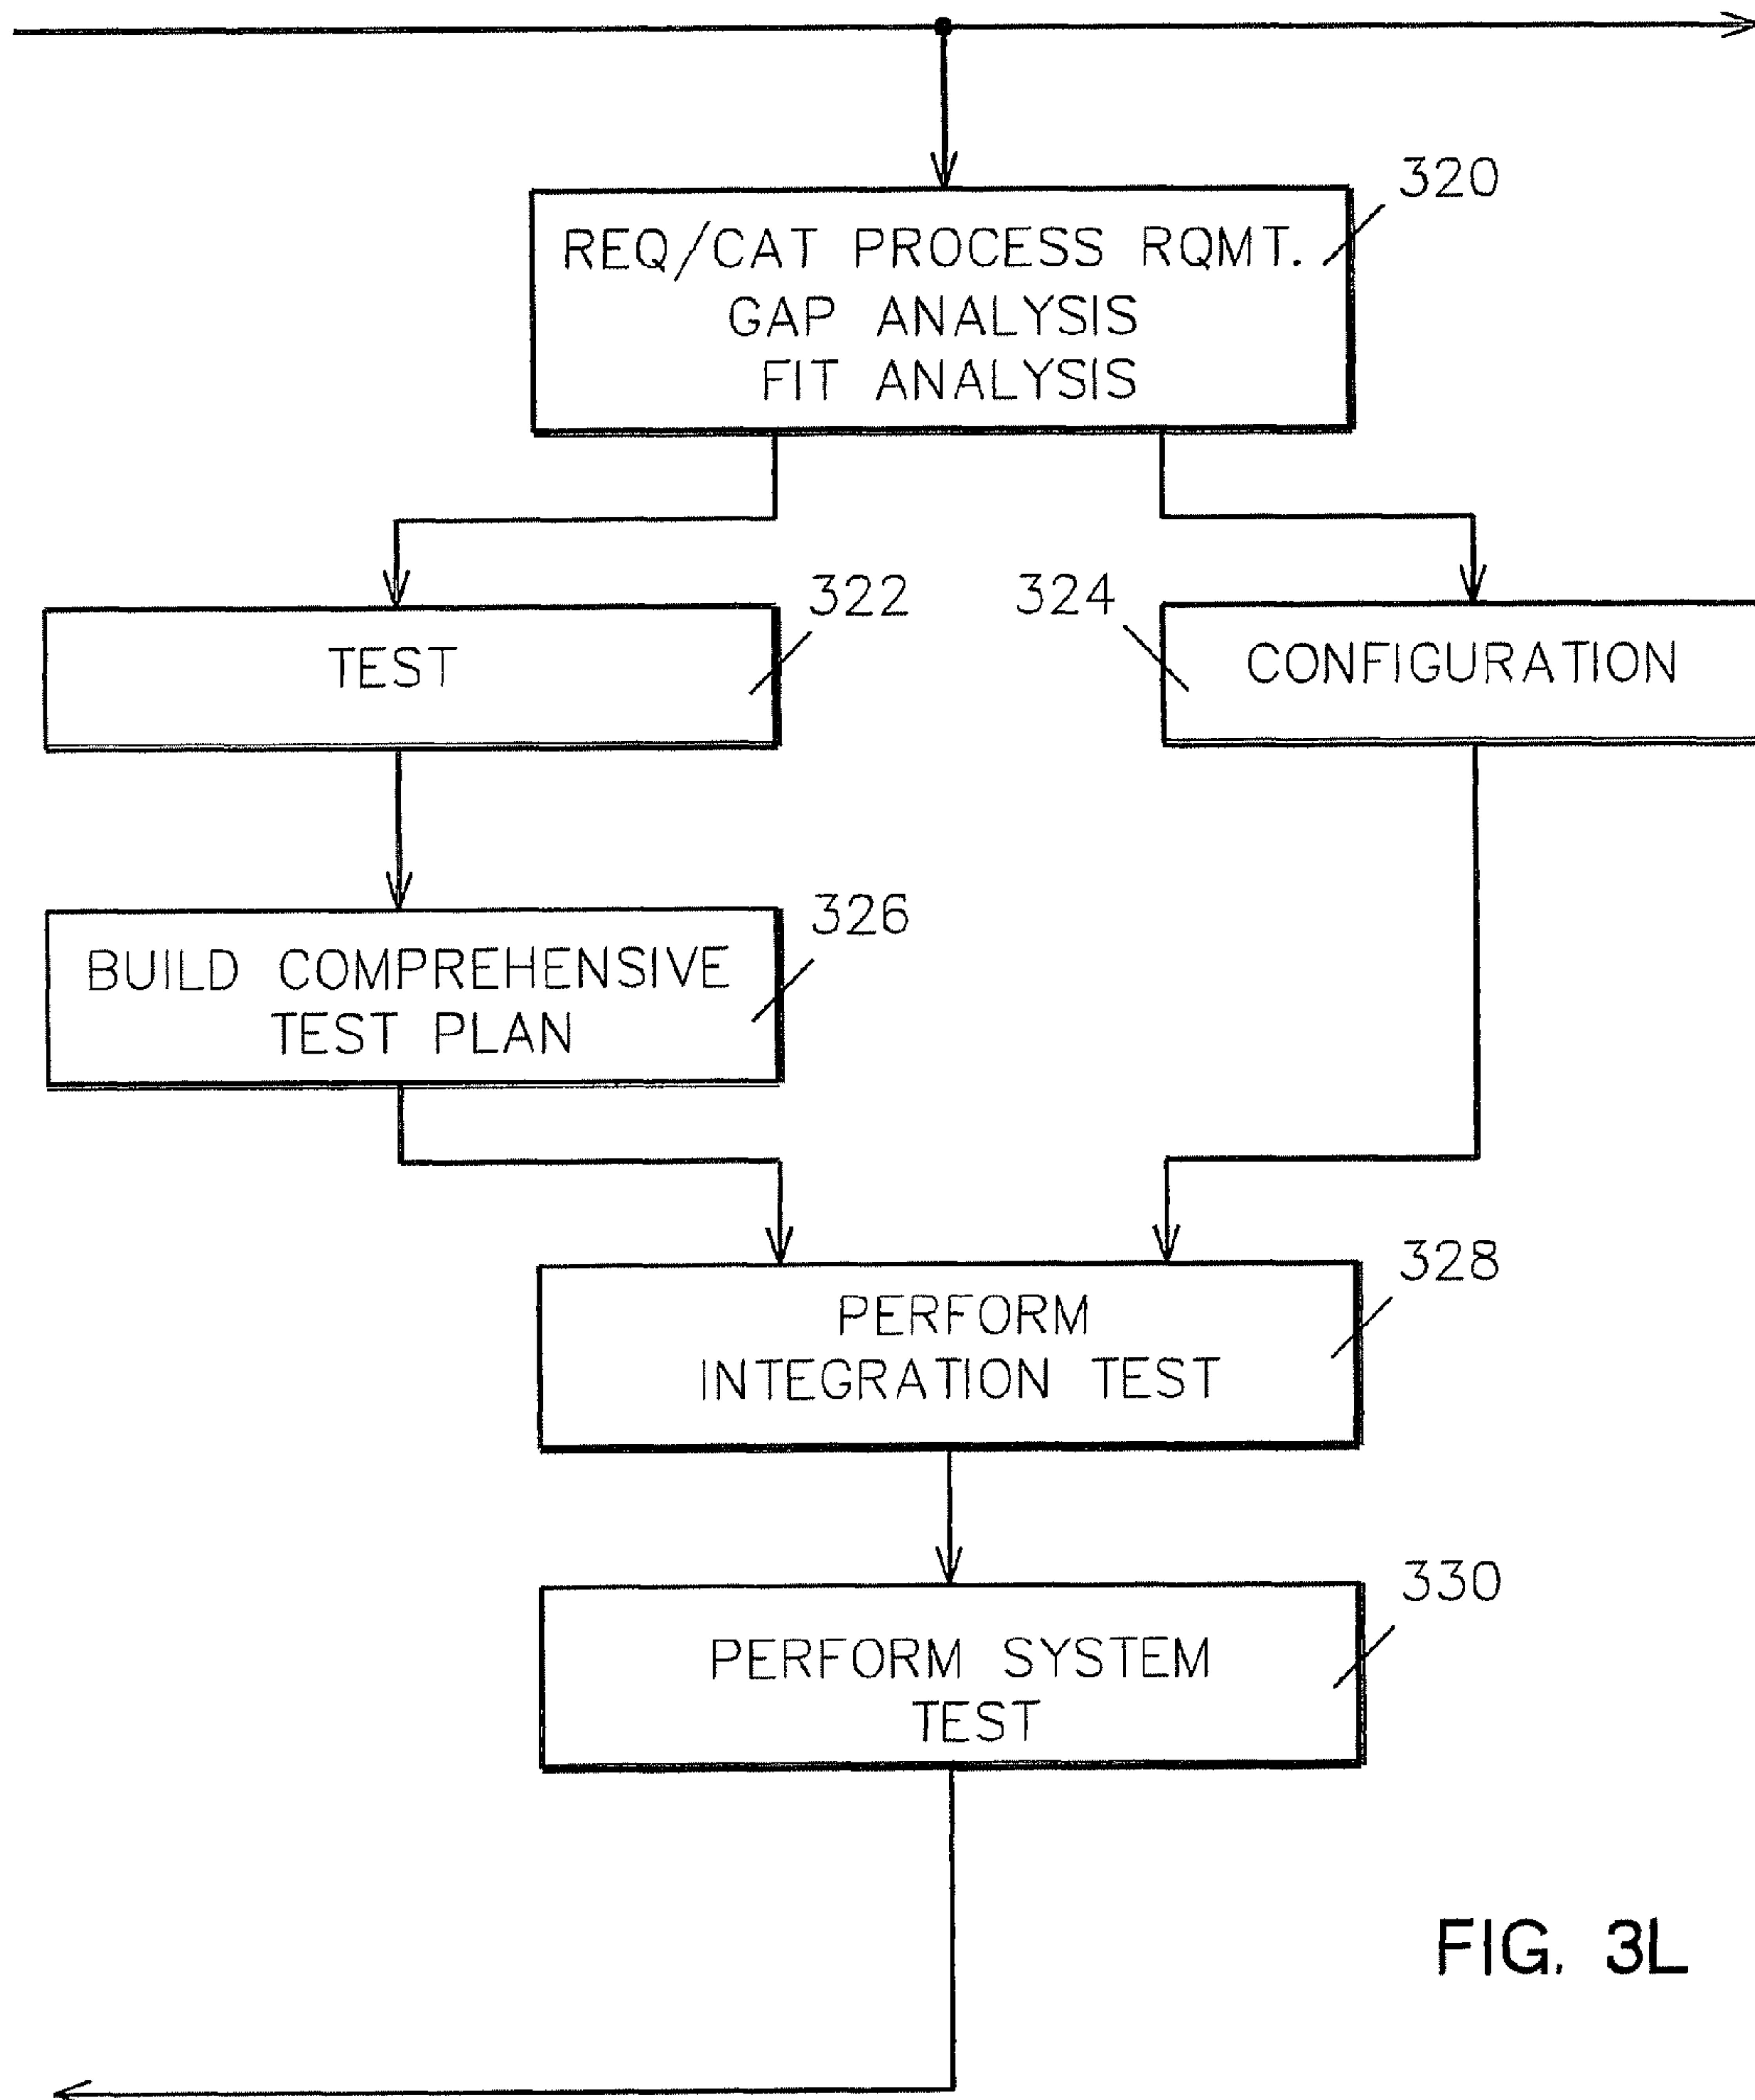 320
REQ/CAT PROCESS RQMT.
GAP ANALYSIS
FIT ANALYSIS
322
324
TEST
CONFIGURATION
326
BUILD COMPREHENSIVE
TEST PLAN
328
PERFORM
INTEGRATION TEST
330
PERFORM SYSTEM
TEST
FIG. 3L